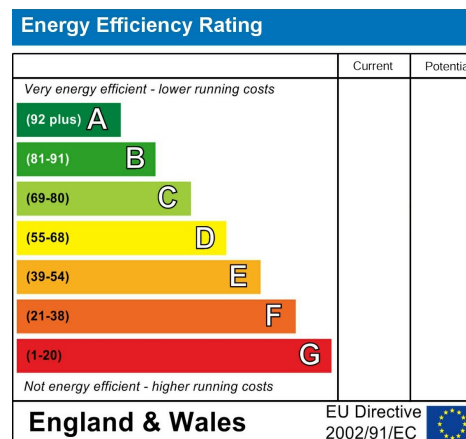 Energy Efficiency Rating
Current Potentia
Very energy efficient - lower running costs
(92 plus) A
(81-91) B
(69-80) C
(55-68) D
(39-54) E
(21-38) F
(1-20) G
Not energy efficient - higher running costs
England & Wales
EU Directive
2002/91/EC